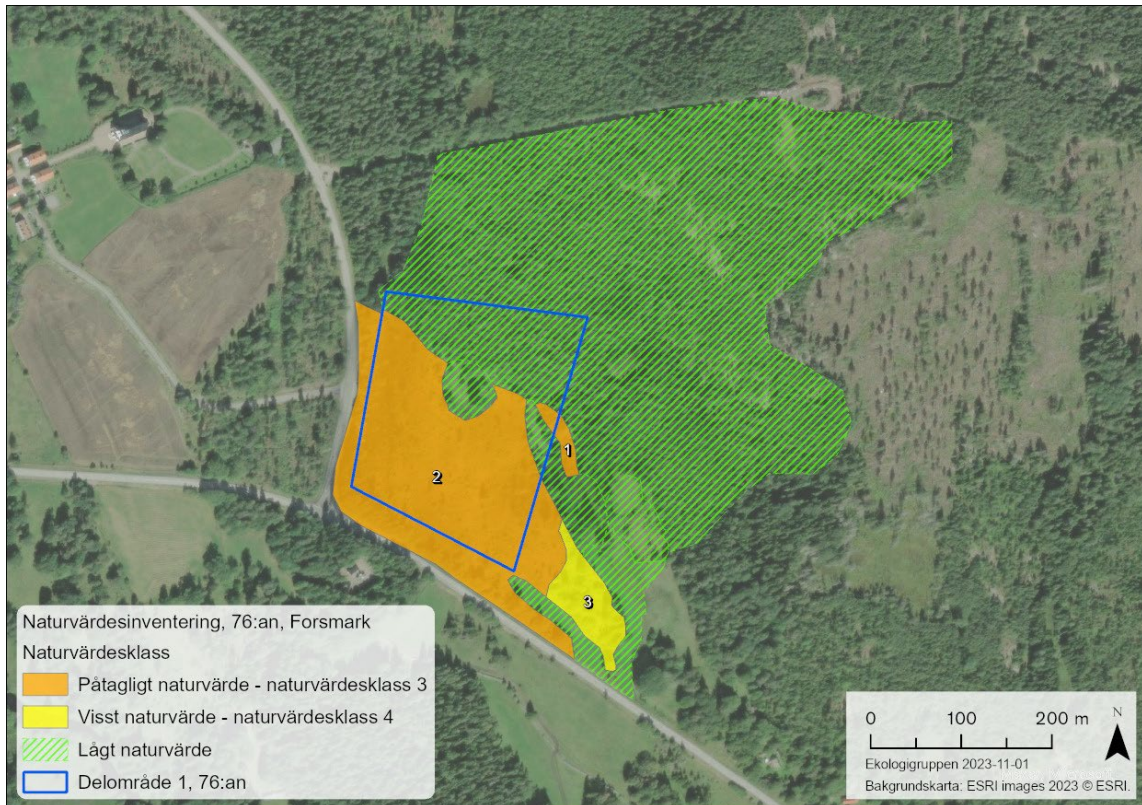 1
2
3
Naturvärdesinventering, 76:an, Forsmark
Naturvärdesklass
Påtagligt naturvärde - naturvärdesklass 3
Visst naturvärde - naturvärdesklass 4
Lågt naturvärde
Delområde 1, 76:an
0 100 200 m
N
Ekologigruppen 2023-11-01
Bakgrundskarta: ESRI images 2023 © ESRI.